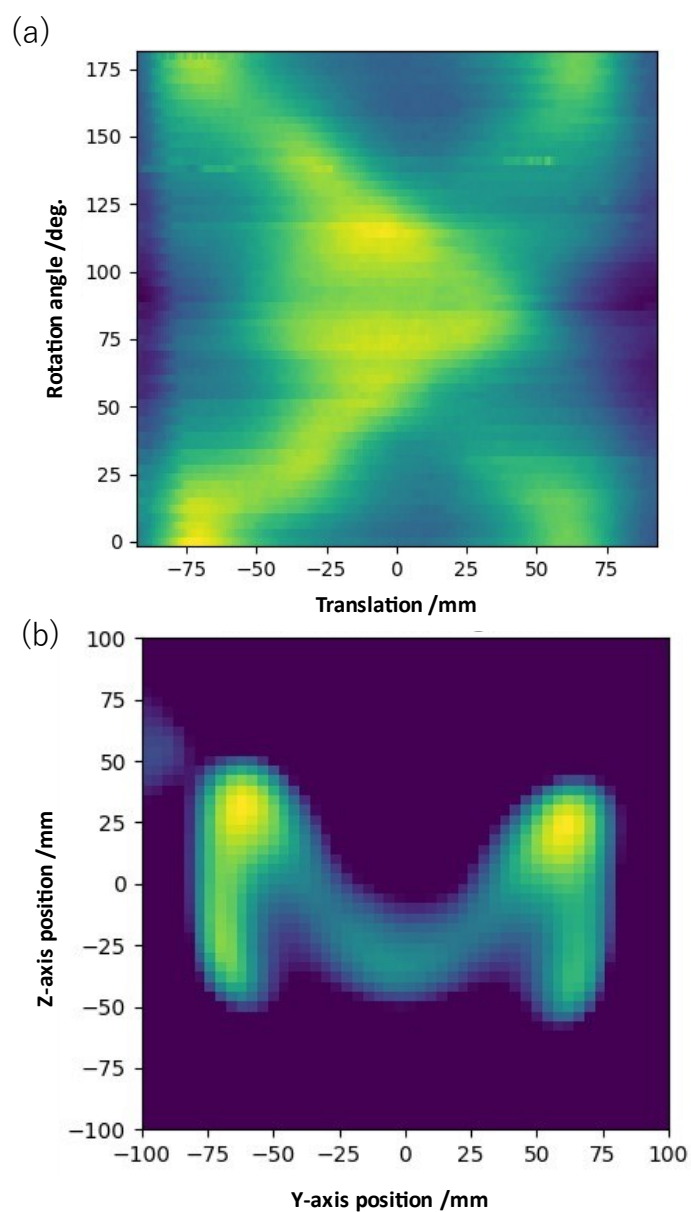 (a)
175
150
125
100
75
50
25
0
Rotation angle /deg.
−75 −50 −25 0 25 50 75
Translation /mm
(b)
100
75
50
25
0
−25
−50
−75
−100
Z-axis position /mm
−100 −75 −50 −25 0 25 50 75 100
Y-axis position /mm